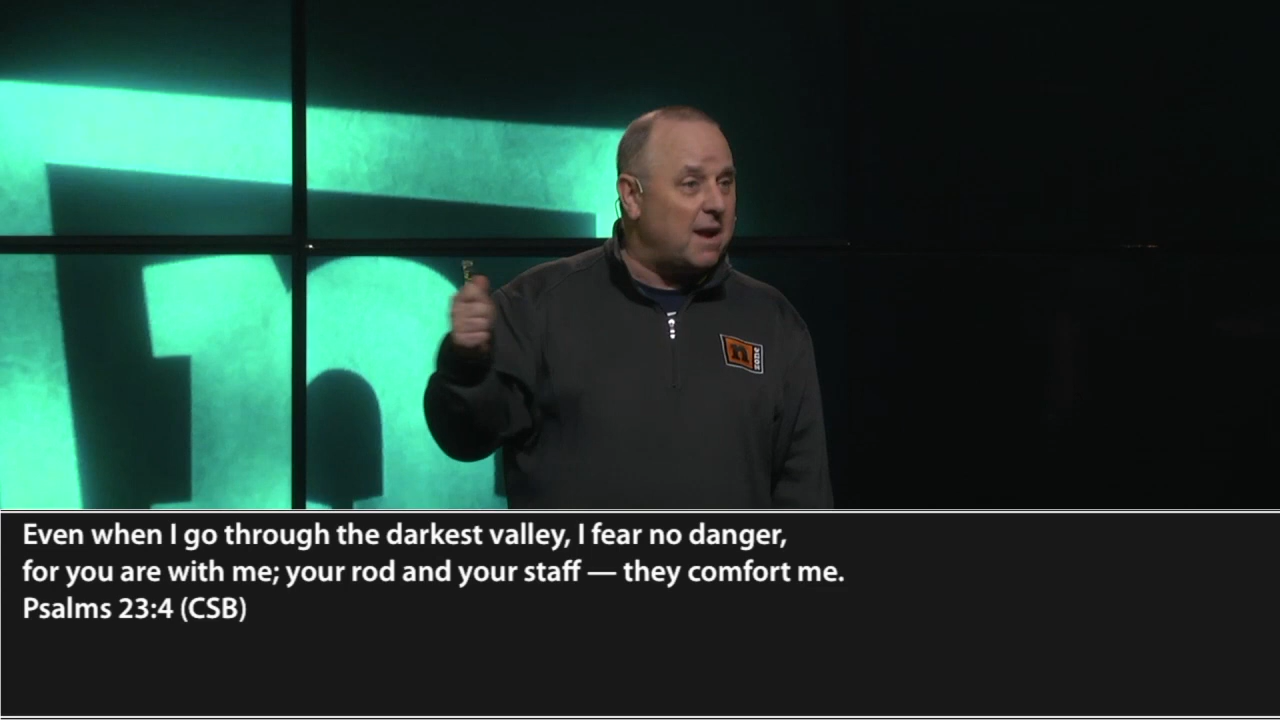 n
n
Even when I go through the darkest valley, I fear no danger,
for you are with me; your rod and your staff — they comfort me.
Psalms 23:4 (CSB)